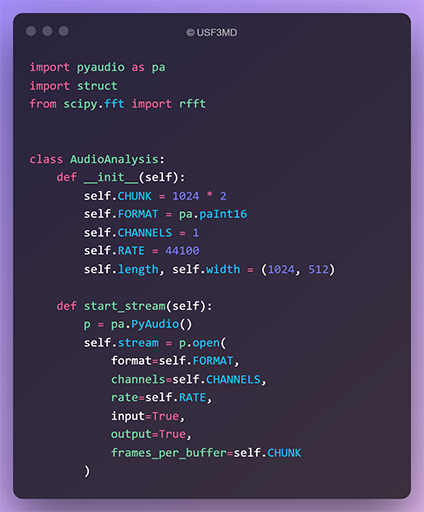 © USF3MD
import pyaudio as pa
import struct
from scipy.fft import rfft
class AudioAnalysis:
    def __init__(self):
        self.CHUNK = 1024 * 2
        self.FORMAT = pa.paInt16
        self.CHANNELS = 1
        self.RATE = 44100
        self.length, self.width = (1024, 512)
    def start_stream(self):
        p = pa.PyAudio()
        self.stream = p.open(
            format=self.FORMAT,
            channels=self.CHANNELS,
            rate=self.RATE,
            input=True,
            output=True,
            frames_per_buffer=self.CHUNK
        )